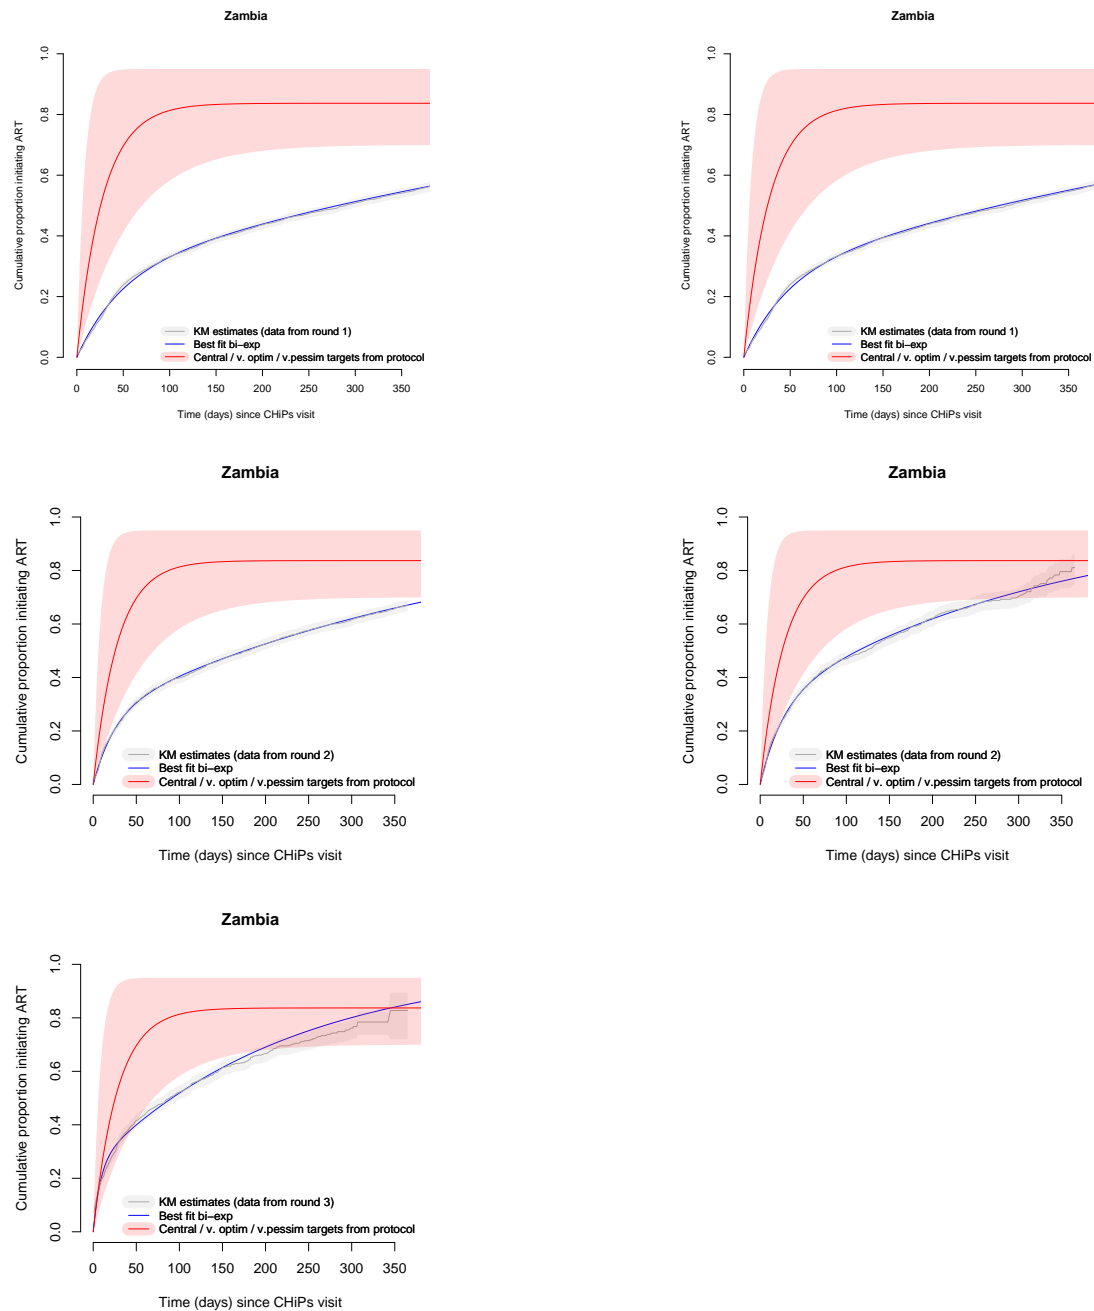 Zambia
Cumulative proportion initiating ART
1.0
0.8
0.6
0.4
0.2
0.0
KM estimates (data from round 1)
Best fit bi−exp
Central / v. optim / v.pessim targets from protocol
0 50 100 150 200 250 300 350
Time (days) since CHiPs visit
Zambia
Cumulative proportion initiating ART
1.0
0.8
0.6
0.4
0.2
0.0
KM estimates (data from round 1)
Best fit bi−exp
Central / v. optim / v.pessim targets from protocol
0 50 100 150 200 250 300 350
Time (days) since CHiPs visit
Zambia
Cumulative proportion initiating ART
1.0
0.8
0.6
0.4
0.2
0.0
KM estimates (data from round 2)
Best fit bi−exp
Central / v. optim / v.pessim targets from protocol
0 50 100 150 200 250 300 350
Time (days) since CHiPs visit
Zambia
Cumulative proportion initiating ART
1.0
0.8
0.6
0.4
0.2
0.0
KM estimates (data from round 2)
Best fit bi−exp
Central / v. optim / v.pessim targets from protocol
0 50 100 150 200 250 300 350
Time (days) since CHiPs visit
Zambia
Cumulative proportion initiating ART
1.0
0.8
0.6
0.4
0.2
0.0
KM estimates (data from round 3)
Best fit bi−exp
Central / v. optim / v.pessim targets from protocol
0 50 100 150 200 250 300 350
Time (days) since CHiPs visit